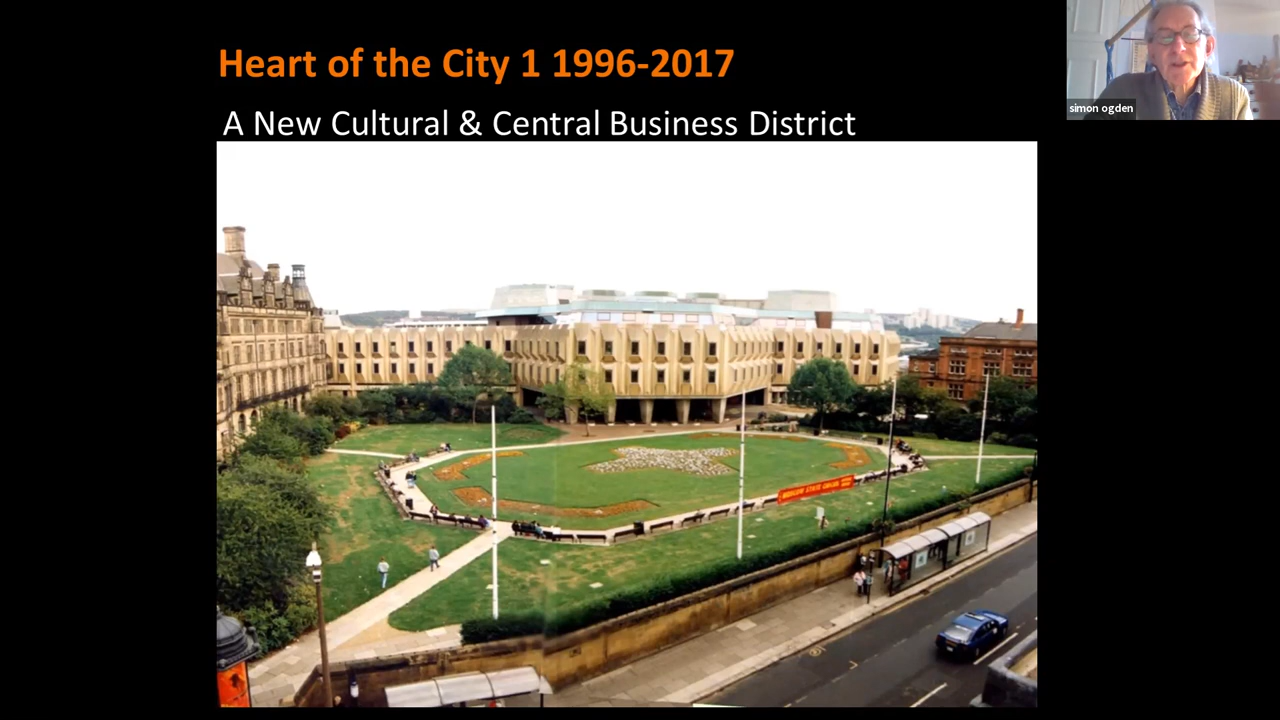 Heart of the City 1 1996-2017
A New Cultural & Central Business District
simon ogden